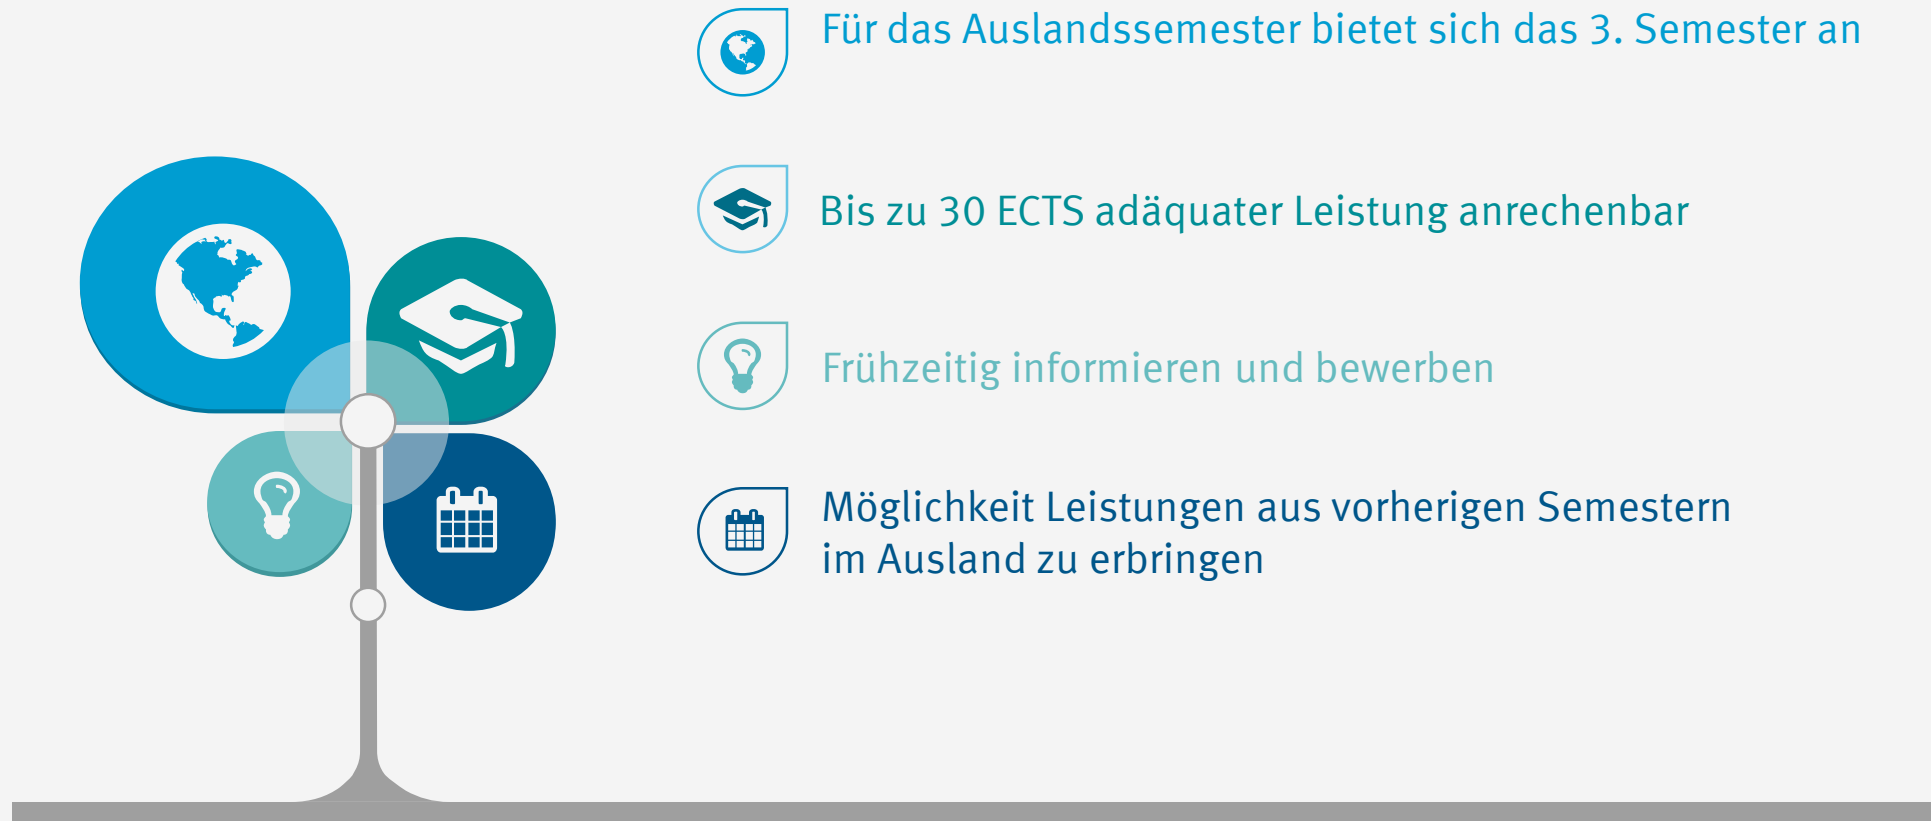 Für das Auslandssemester bietet sich das 3. Semester an
Bis zu 30 ECTS adäquater Leistung anrechenbar
Frühzeitig informieren und bewerben
Möglichkeit Leistungen aus vorherigen Semestern
im Ausland zu erbringen